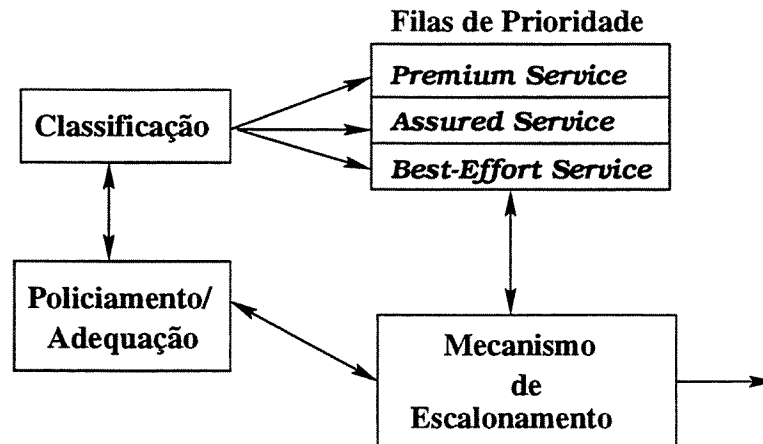 Filas de Prioridade
Premium Service
Classificação
Assured Service
Best-Effort Service
Policiamento/
Adequação
Mecanismo
de
Escalonamento